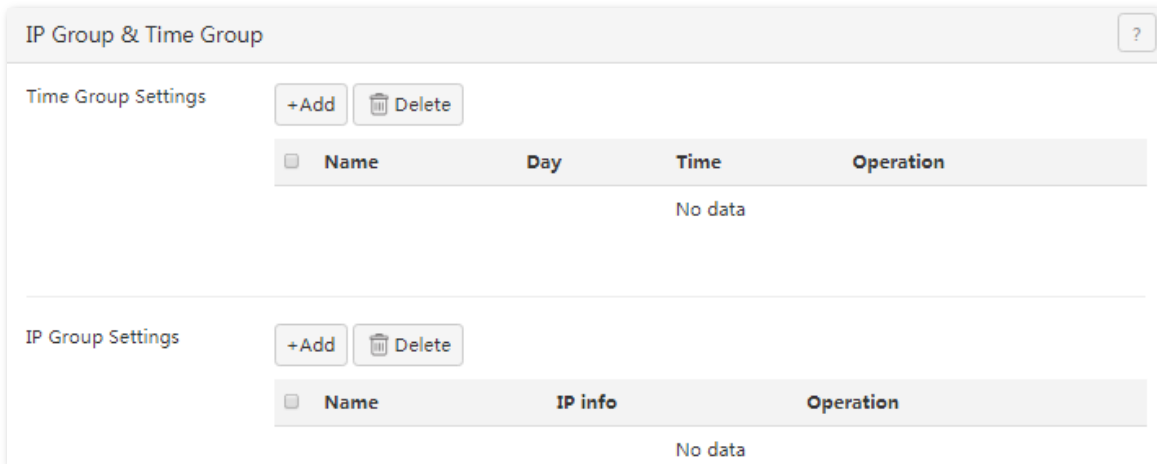 IP Group & Time Group ?
Time Group Settings +Add Delete
Name Day Time Operation
No data
IP Group Settings +Add Delete
Name IP info Operation
No data